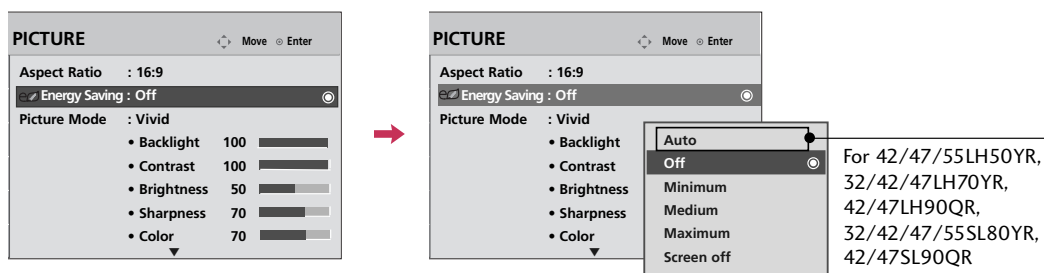 PICTURE Move Enter
Aspect Ratio : 16:9
Energy Saving : Off
Picture Mode : Vivid
• Backlight 100
• Contrast 100
• Brightness 50
• Sharpness 70
• Color 70
PICTURE Move Enter
Aspect Ratio : 16:9
Energy Saving : Off
Picture Mode : Vivid
• Backlight
• Contrast
• Brightness
• Sharpness
• Color
Auto
Off
Minimum
Medium
Maximum
Screen off
For 42/47/55LH50YR,
32/42/47LH70YR,
42/47LH90QR,
32/42/47/55SL80YR,
42/47SL90QR